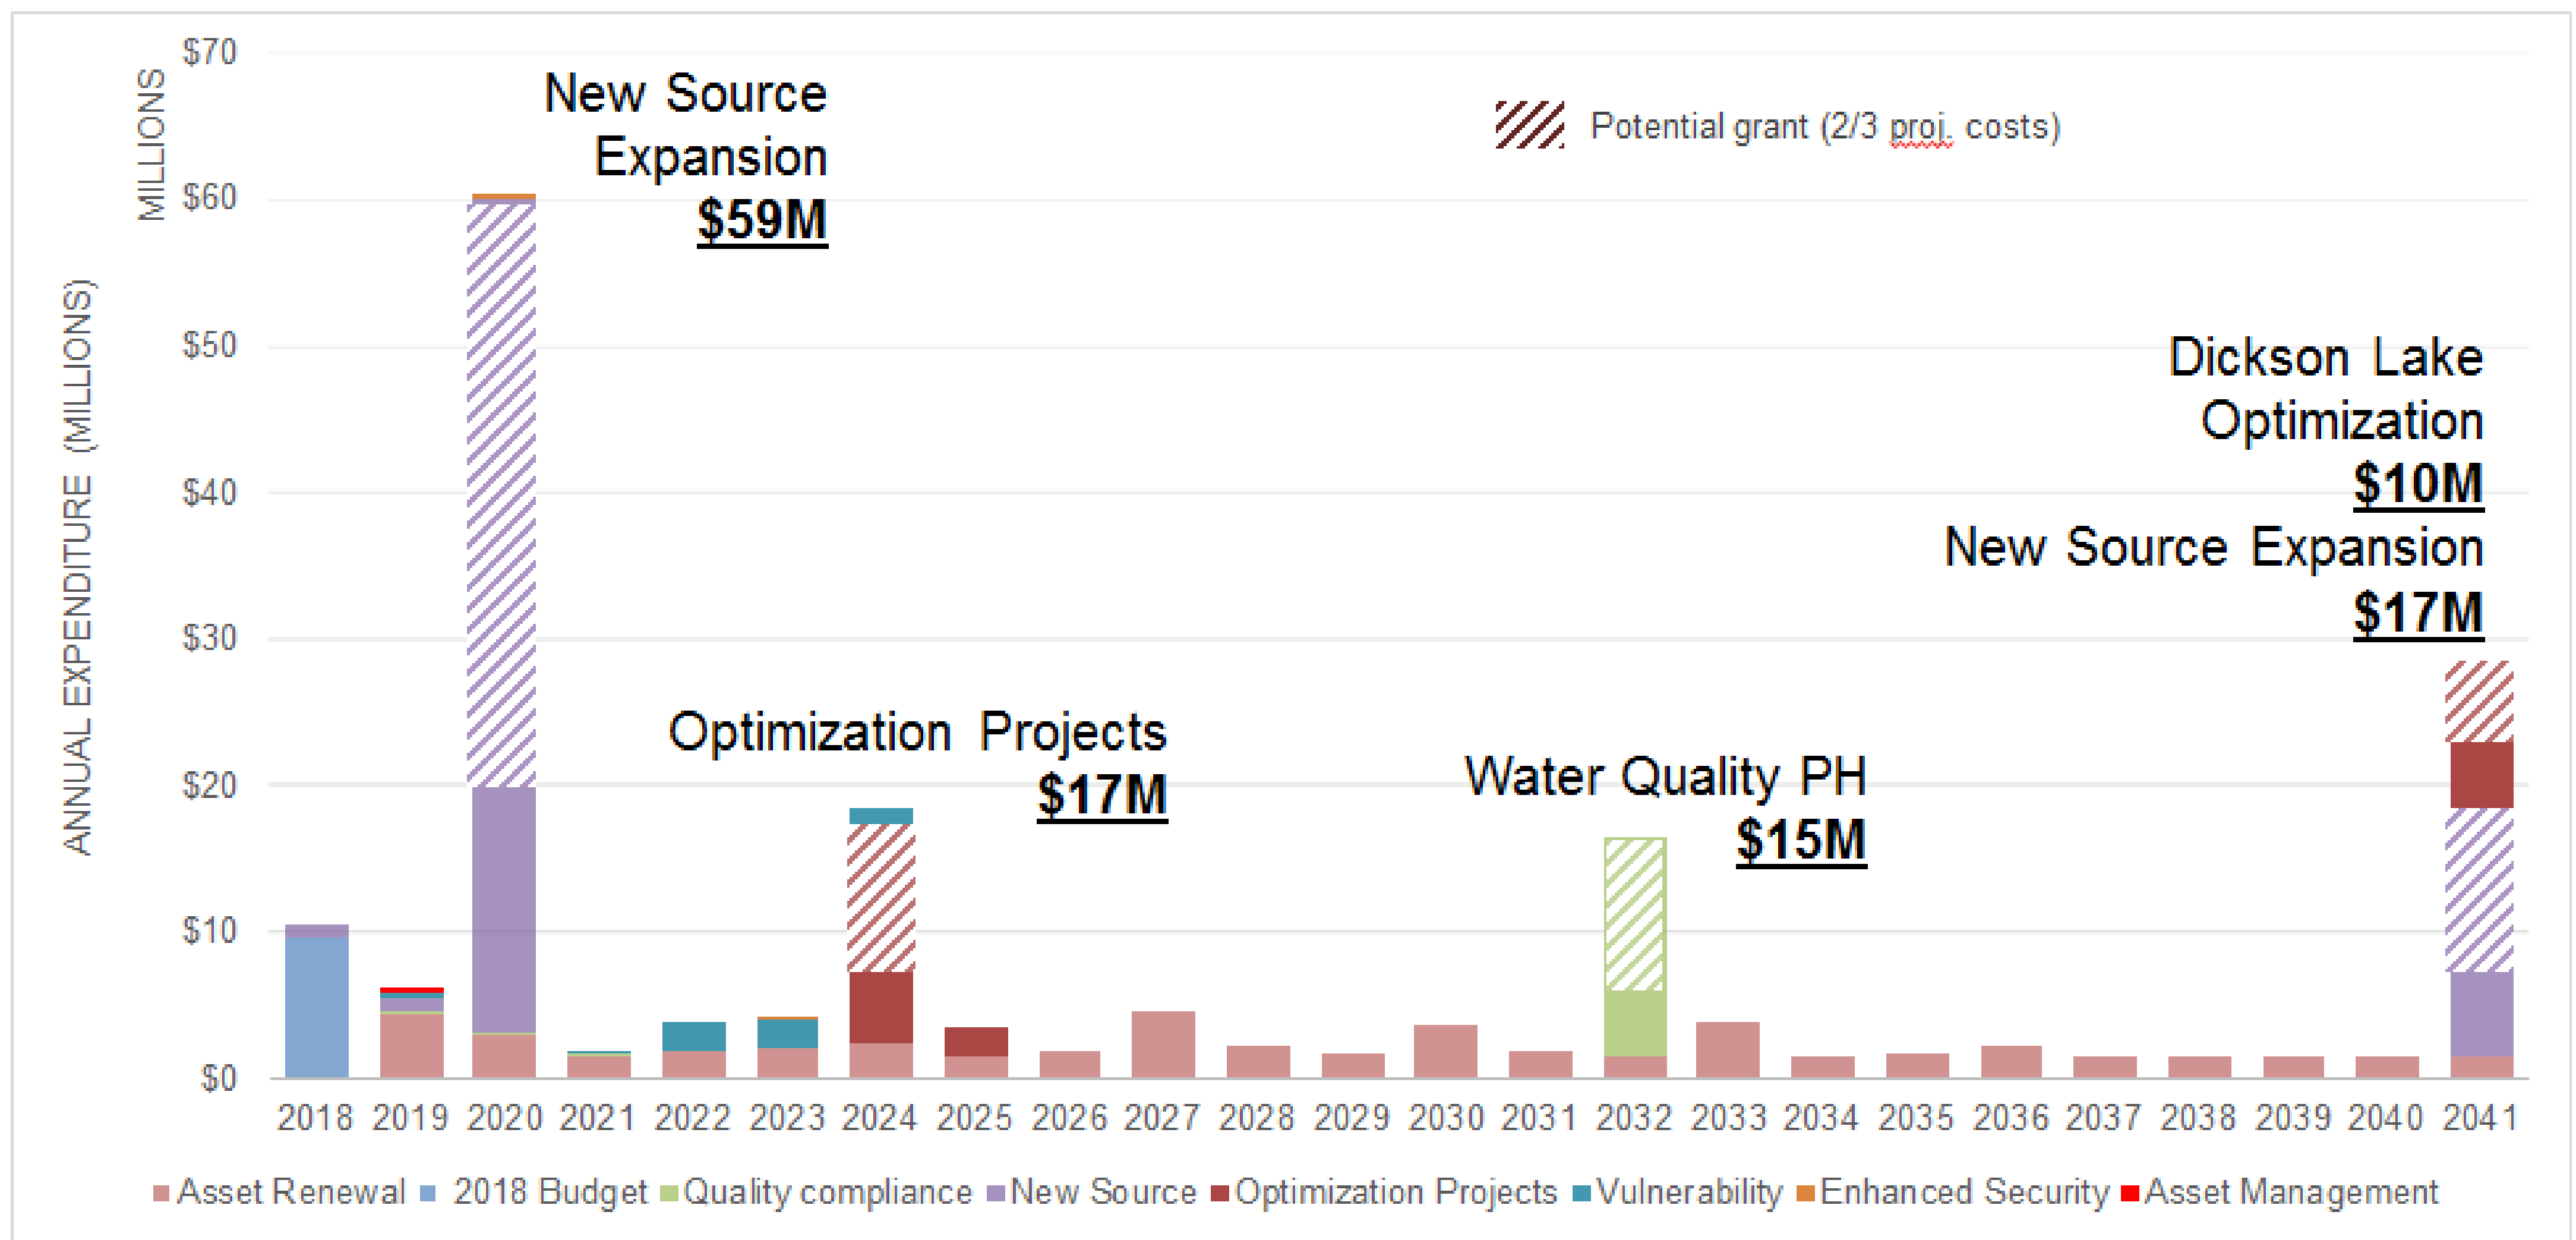 MILLIONS
ANNUAL EXPENDITURE (MILLIONS)
$70
$60
$50
$40
$30
$20
$10
$0
New Source
Expansion
$59M
Potential grant (2/3 proj. costs)
Optimization Projects
$17M
Water Quality PH
$15M
Dickson Lake
Optimization
$10M
New Source Expansion
$17M
2018 2019 2020 2021 2022 2023 2024 2025 2026 2027 2028 2029 2030 2031 2032 2033 2034 2035 2036 2037 2038 2039 2040 2041
Asset Renewal 2018 Budget Quality compliance New Source Optimization Projects Vulnerability Enhanced Security Asset Management